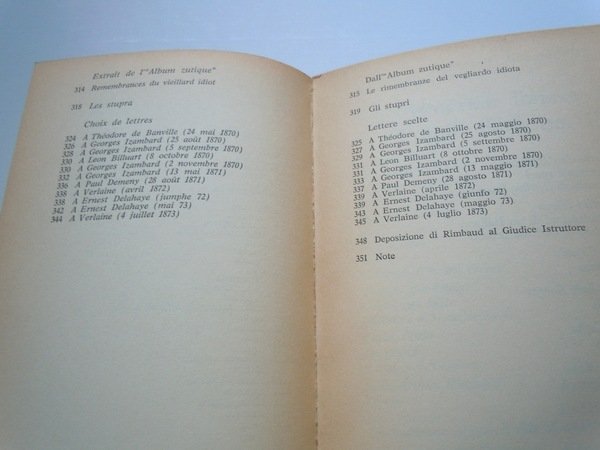 Extrait de l'"Album zutique"
314 Remembrances du vieillard idiot
318 Les stupra
Choix de lettres
324 A Théodore de Banville (24 mai 1870)
326 A Georges Izambard (25 août 1870)
328 A Georges Izambard (5 septembre 1870)
330 A Leon Billuart (8 octobre 1870)
330 A Georges Izambard (2 novembre 1870)
332 A Georges Izambard (13 mai 1871)
336 A Paul Demeny (28 août 1871)
338 A Verlaine (avril 1872)
338 A Ernest Delahaye (jumphe 72)
342 A Ernest Delahaye (mai 73)
344 A Verlaine (4 juillet 1873)
Dall'"Album zutique"
315 Le rimembranze del vegliardo idiota
319 Gli stupri
Lettere scelte
325 A Théodore de Banville (24 maggio 1870)
327 A Georges Izambard (25 agosto 1870)
329 A Georges Izambard (5 settembre 1870)
331 A Leon Billuart (8 ottobre 1870)
331 A Georges Izambard (2 novembre 1870)
333 A Georges Izambard (13 maggio 1871)
337 A Paul Demeny (28 agosto 1871)
339 A Verlaine (aprile 1872)
339 A Ernest Delahaye (giunfo 72)
343 A Ernest Delahaye (maggio 73)
345 A Verlaine (4 luglio 1873)
348 Deposizione di Rimbaud al Giudice Istruttore
351 Note